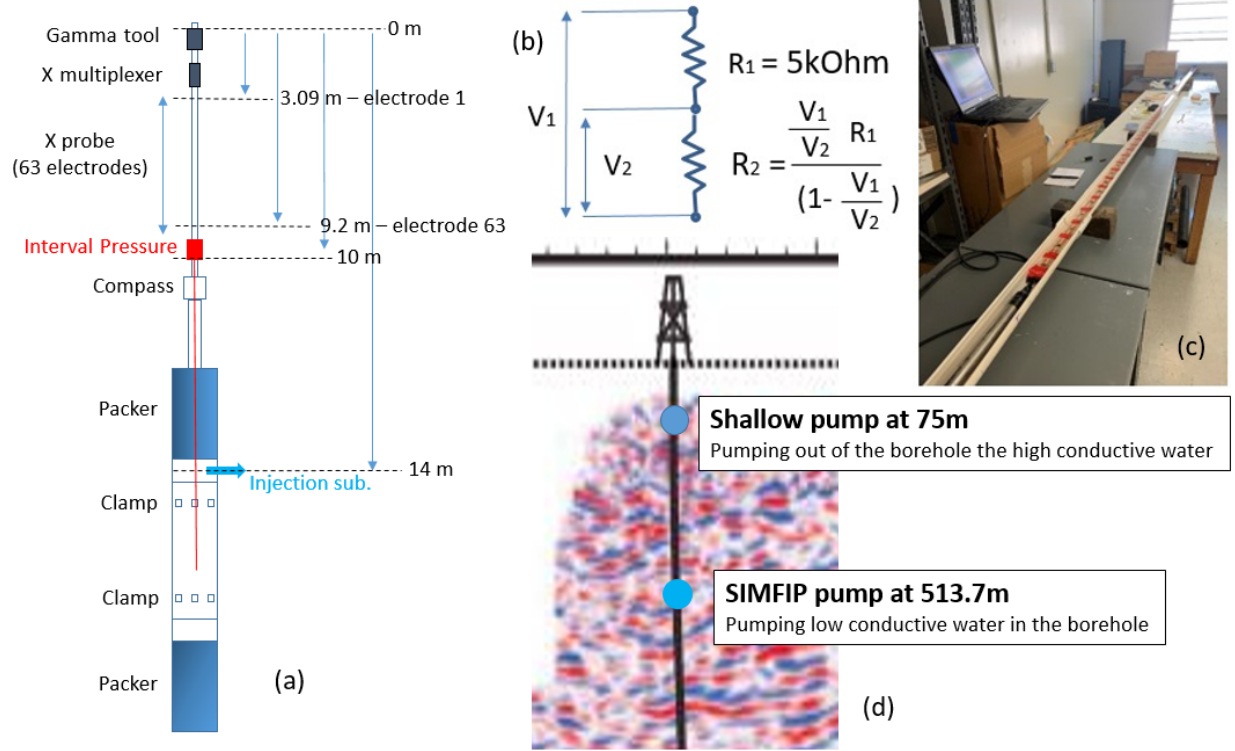 Gamma tool
0 m
X multiplexer
3.09 m – electrode 1
X probe
(63 electrodes)
9.2 m – electrode 63
Interval Pressure
10 m
Compass
Packer
14 m
Injection sub.
Clamp
Clamp
Packer
(a)
(b)
V1
V2
R1 = 5kOhm
R2 = V1/V2 R1 / (1- V1/V2)
(c)
Shallow pump at 75m
Pumping out of the borehole the high conductive water
SIMFIP pump at 513.7m
Pumping low conductive water in the borehole
(d)